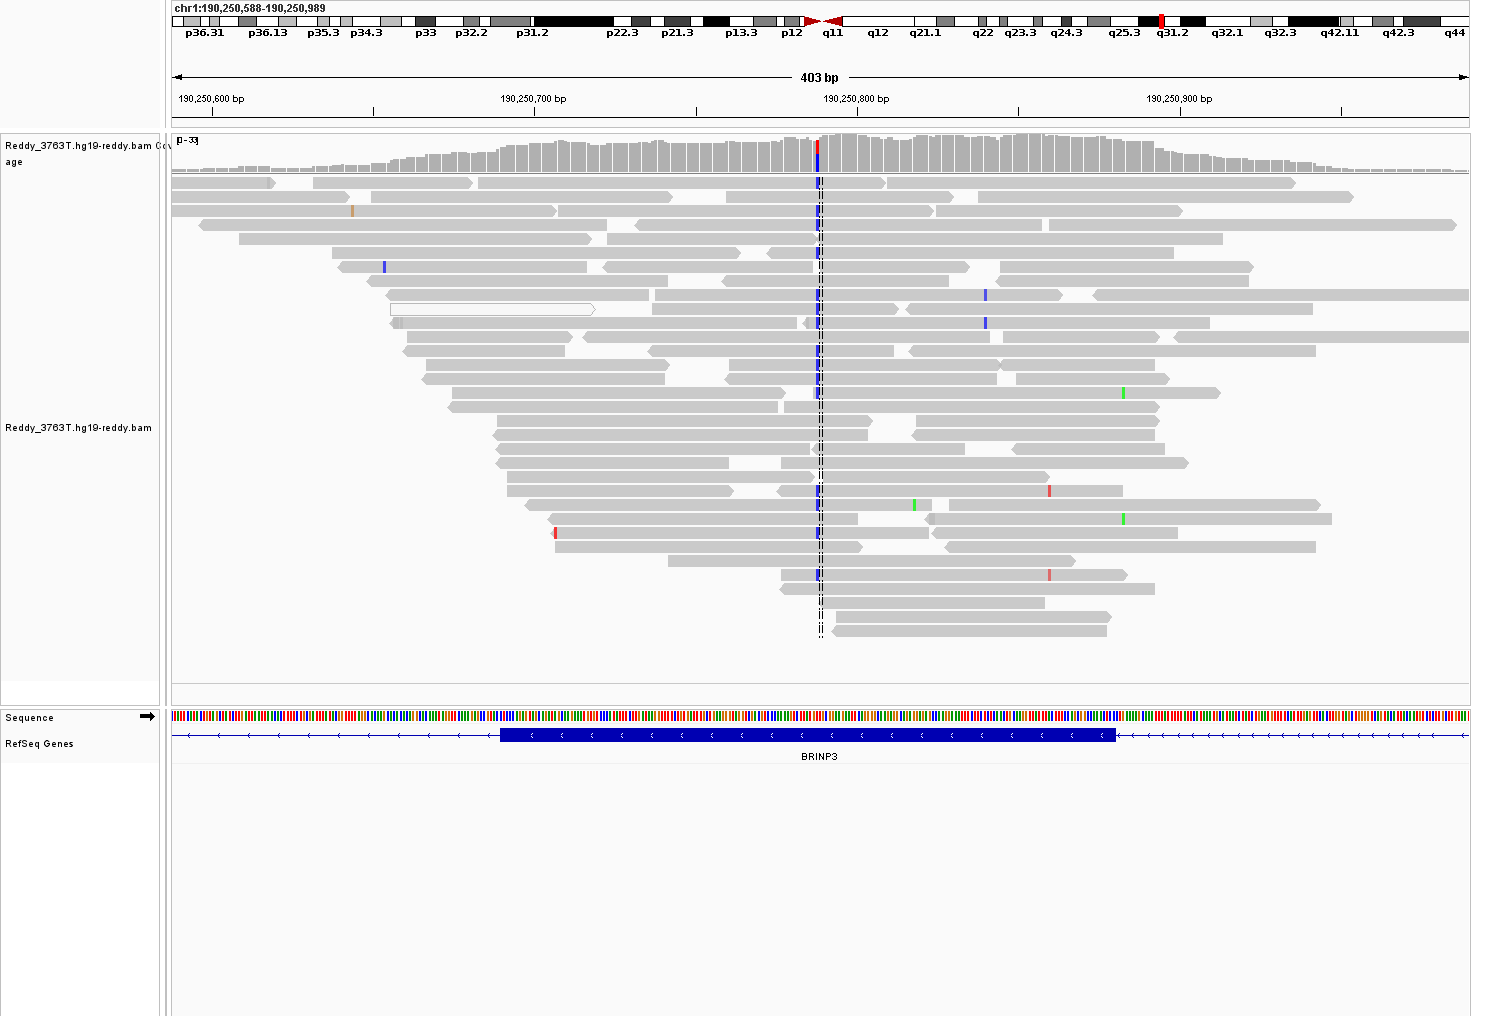 chr1:190,250,588-190,250,989
p36.31 p36.13 p35.3 p34.3 p33 p32.2 p31.2 p22.3 p21.3 p13.3 p12 q11 q12 q21.1 q22 q23.3 q24.3 q25.3 q31.2 q32.1 q32.3 q42.11 q42.3 q44
403 bp
190,250,600 bp 190,250,700 bp 190,250,800 bp 190,250,900 bp
[0 - 33]
Reddy_3763T.hg19-reddy.bam Cov
age
Reddy_3763T.hg19-reddy.bam
Sequence
RefSeq Genes
BRINP3